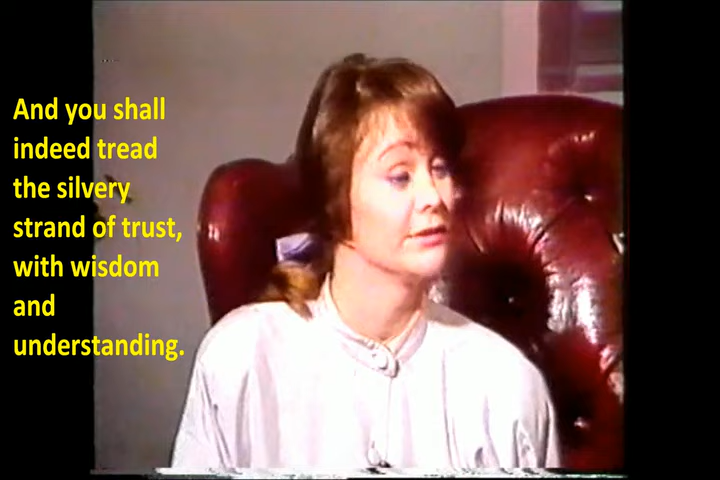 And you shall
indeed tread
the silvery
strand of trust,
with wisdom
and
understanding.